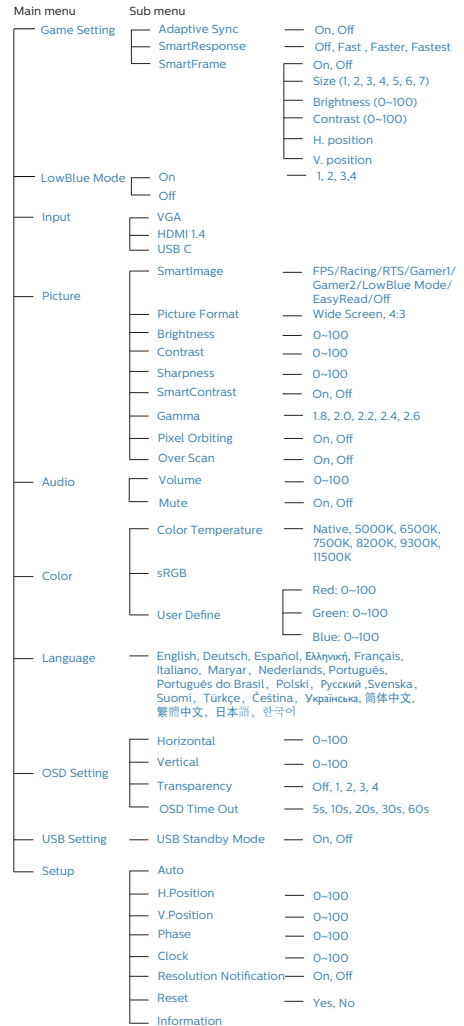 Main menu Sub menu
Game Setting Adaptive Sync On, Off
SmartResponse Off, Fast , Faster, Fastest
SmartFrame
On, Off
Size (1, 2, 3, 4, 5, 6, 7)
Brightness (0~100)
Contrast (0~100)
H. position
V. position
LowBlue Mode On 1, 2, 3,4
Off
Input VGA
HDMI 1.4
USB C
Picture
SmartImage FPS/Racing/RTS/Gamer1/
Gamer2/LowBlue Mode/
EasyRead/Off
Picture Format Wide Screen, 4:3
Brightness 0~100
Contrast 0~100
Sharpness 0~100
SmartContrast On, Off
Gamma 1.8, 2.0, 2.2, 2.4, 2.6
Pixel Orbiting On, Off
Over Scan On, Off
Audio Volume 0~100
Mute On, Off
Color
Color Temperature Native, 5000K, 6500K,
7500K, 8200K, 9300K,
11500K
sRGB
User Define
Red: 0~100
Green: 0~100
Blue: 0~100
Language English, Deutsch, Español, Ελληνική, Français,
Italiano, Maryar, Nederlands, Português,
Português do Brasil, Polski, Русский ,Svenska,
Suomi, Türkçe, Čeština, Українська, 简体中文,
繁體中文, 日本語, 한국어
OSD Setting
Horizontal 0~100
Vertical 0~100
Transparency Off, 1, 2, 3, 4
OSD Time Out 5s, 10s, 20s, 30s, 60s
USB Setting USB Standby Mode On, Off
Setup Auto
H.Position 0~100
V.Position 0~100
Phase 0~100
Clock 0~100
Resolution Notification On, Off
Reset Yes, No
Information